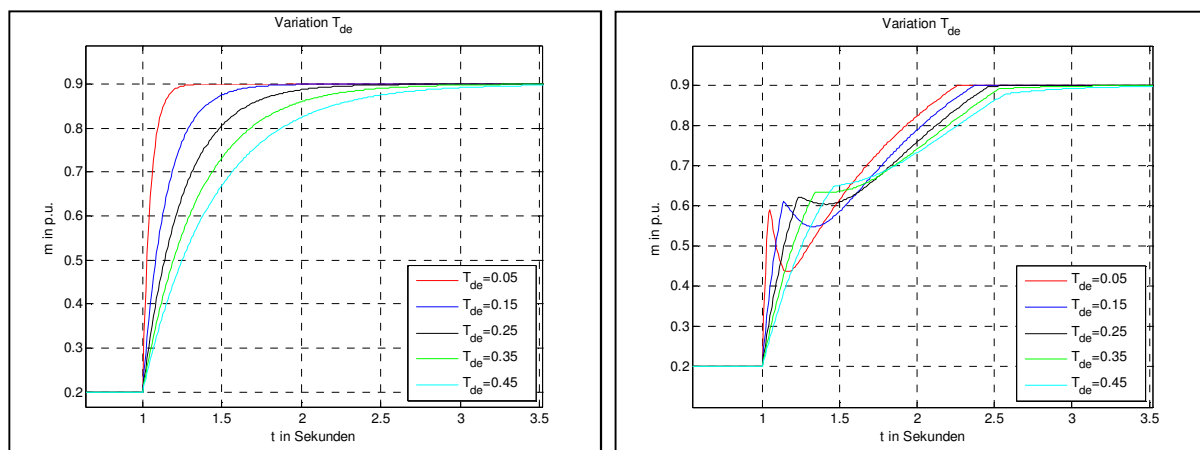 Variation T_de
0.9
0.8
0.7
0.6
0.5
0.4
0.3
0.2
m in p.u.
T_de=0.05
T_de=0.15
T_de=0.25
T_de=0.35
T_de=0.45
1
1.5
2
2.5
3
3.5
t in Sekunden
Variation T_de
0.9
0.8
0.7
0.6
0.5
0.4
0.3
0.2
m in p.u.
T_de=0.05
T_de=0.15
T_de=0.25
T_de=0.35
T_de=0.45
1
1.5
2
2.5
3
3.5
t in Sekunden